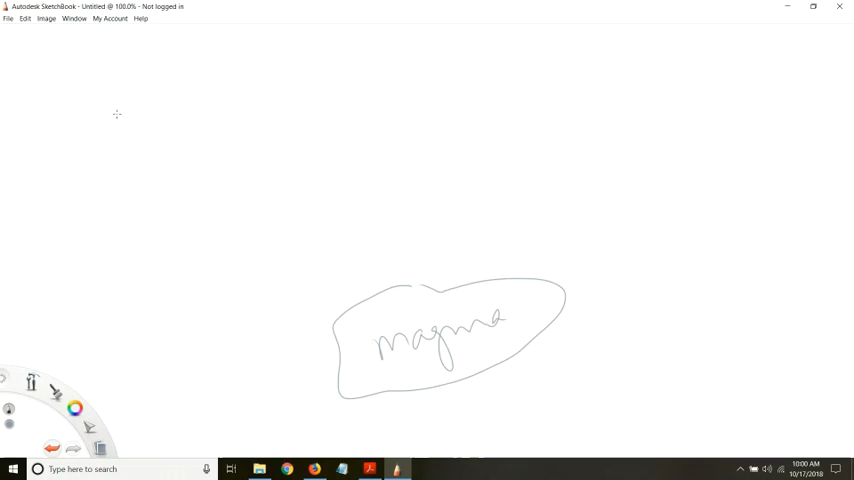 Autodesk SketchBook - Untitled @ 100.0% - Not logged in
File Edit Image Window My Account Help
magma
Type here to search
10:00 AM
10/17/2018